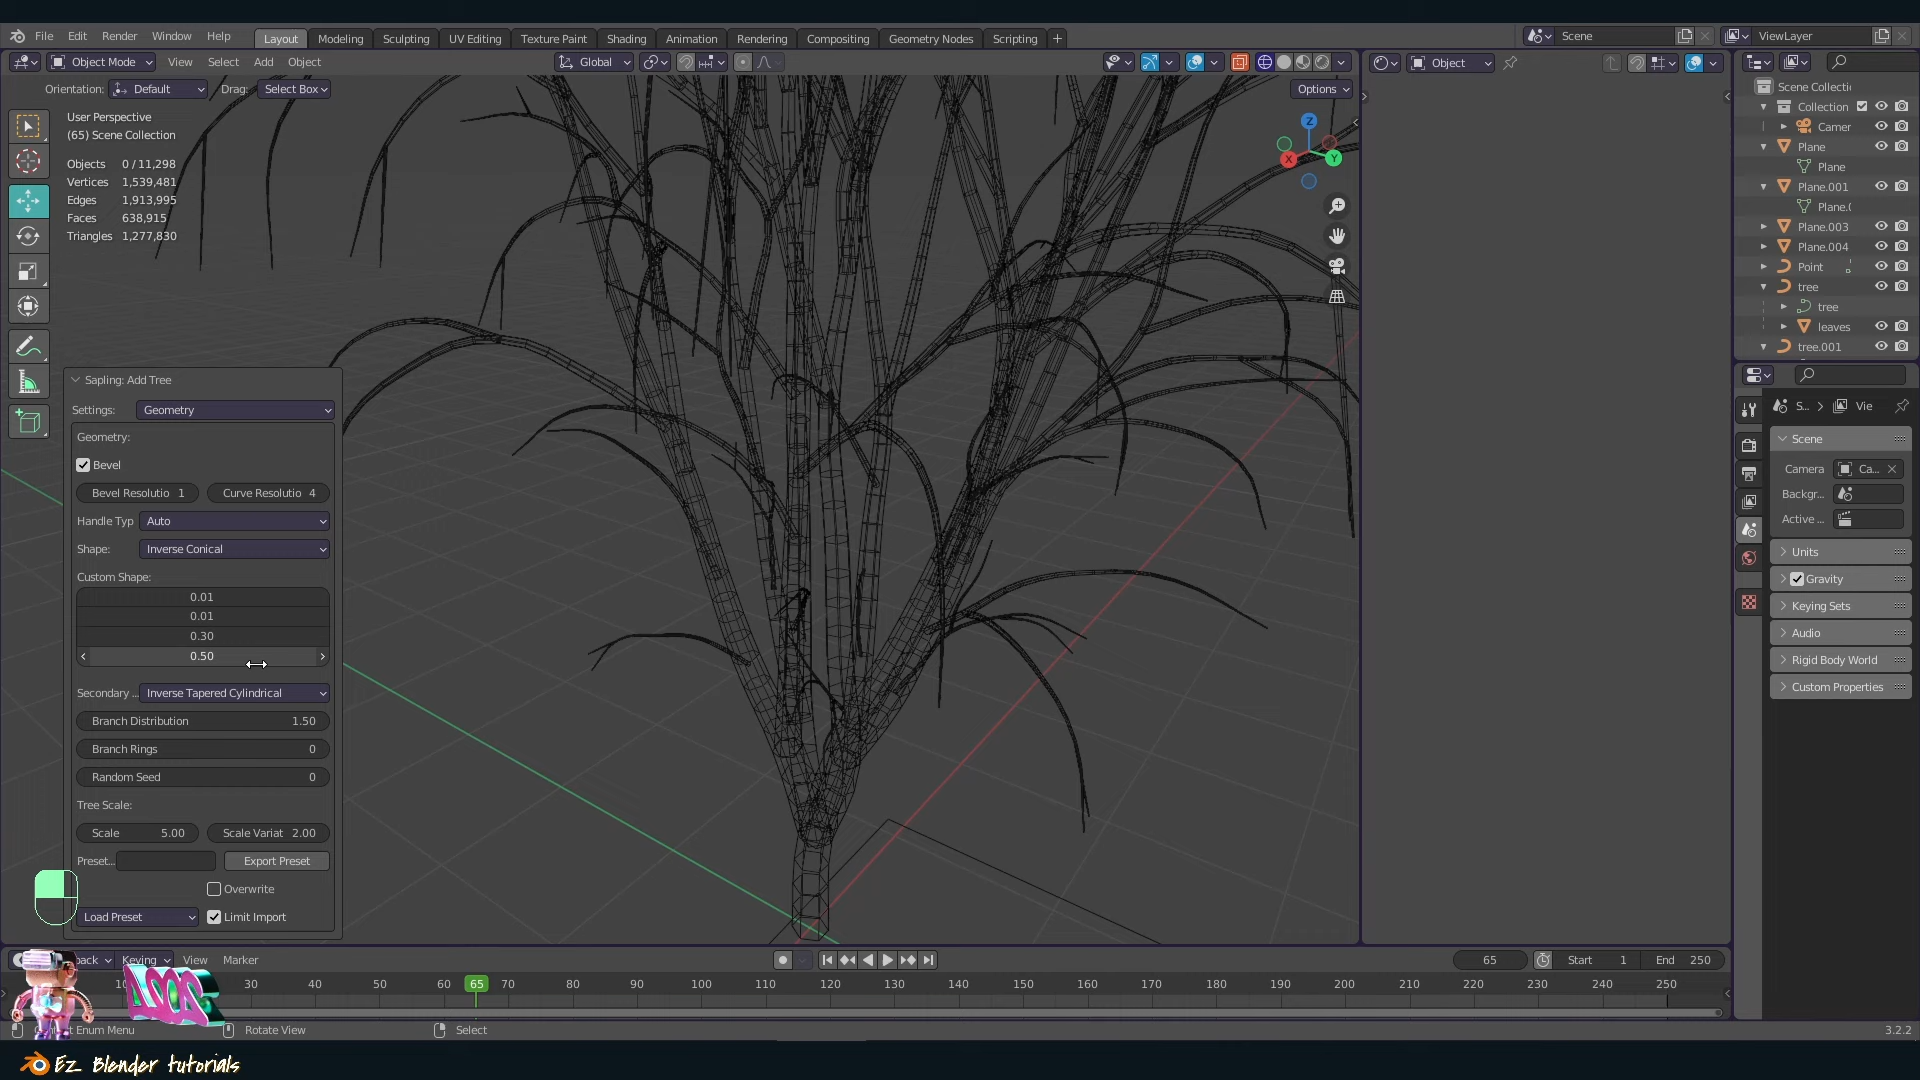 File Edit Render Window Help
Layout Modeling Sculpting UV Editing Texture Paint Shading Animation Rendering Compositing Geometry Nodes Scripting +
Scene
ViewLayer
Object Mode View Select Add Object
Global
Object
Orientation: Default Drag: Select Box
Options
User Perspective
(65) Scene Collection
Objects 0 / 11,298
Vertices 1,539,481
Edges 1,913,995
Faces 638,915
Triangles 1,277,830
Z
X
Y
Sapling: Add Tree
Settings: Geometry
Geometry:
Bevel
Bevel Resolutio 1
Curve Resolutio 4
Handle Typ Auto
Shape: Inverse Conical
Custom Shape:
0.01
0.01
0.30
0.50
Secondary ... Inverse Tapered Cylindrical
Branch Distribution 1.50
Branch Rings 0
Random Seed 0
Tree Scale:
Scale 5.00
Scale Variat 2.00
Preset...
Export Preset
Overwrite
Load Preset
Limit Import
Scene Collecti
Collection
Camer
Plane
Plane
Plane.001
Plane.(
Plane.003
Plane.004
Point
tree
tree
leaves
tree.001
S... Vie
Scene
Camera Ca...
Backgr...
Active ...
Units
Gravity
Keying Sets
Audio
Rigid Body World
Custom Properties
back Keying View Marker
65
Start 1
End 250
30 40 50 60 65 70 80 90 100 110 120 130 140 150 160 170 180 190 200 210 220 230 240 250
Enum Menu
Rotate View
Select
3.2.2
Ez Blender tutorials